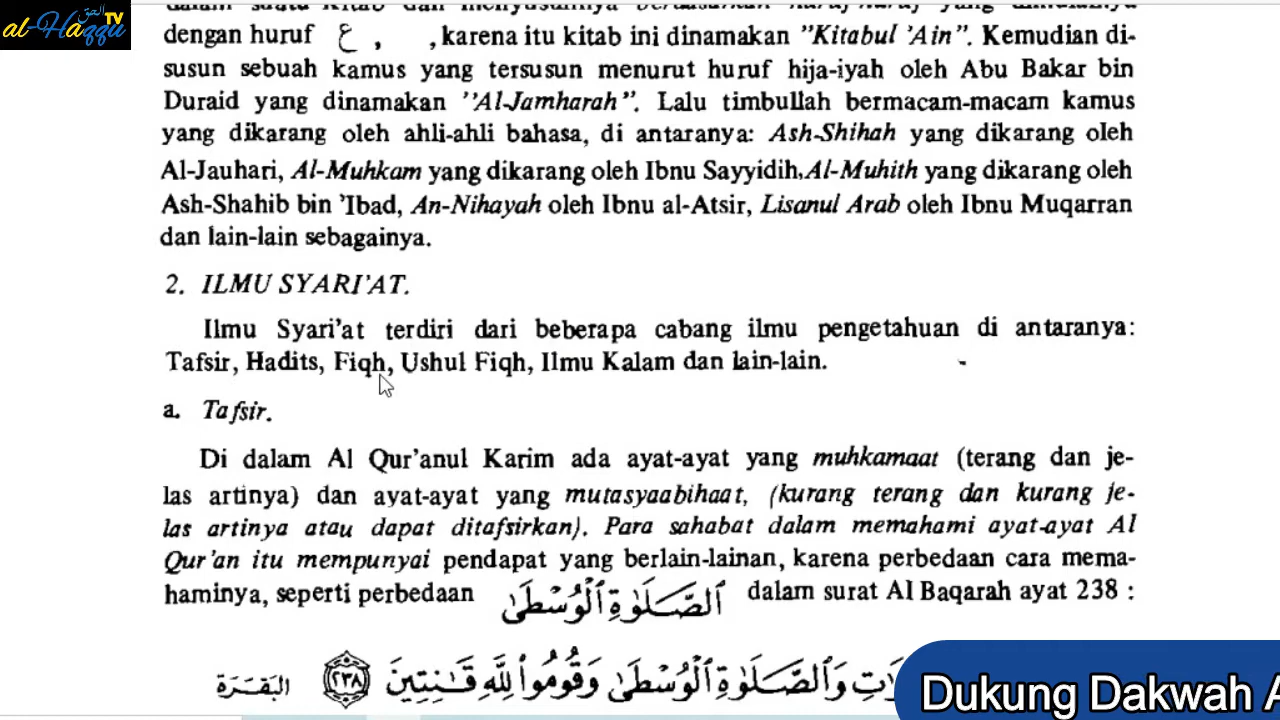 al-Haqqu TV
الحق
dengan huruf ع , ,karena itu kitab ini dinamakan "Kitabul 'Ain". Kemudian di-
susun sebuah kamus yang tersusun menurut huruf hija-iyah oleh Abu Bakar bin
Duraid yang dinamakan "Al-Jamharah". Lalu timbullah bermacam-macam kamus
yang dikarang oleh ahli-ahli bahasa, di antaranya: Ash-Shihah yang dikarang oleh
Al-Jauhari, Al-Muhkam yang dikarang oleh Ibnu Sayyidih, Al-Muhith yang dikarang oleh
Ash-Shahib bin 'Ibad, An-Nihayah oleh Ibnu al-Atsir, Lisanul Arab oleh Ibnu Muqarran
dan lain-lain sebagainya.
2. ILMU SYARI'AT.
Ilmu Syari'at terdiri dari beberapa cabang ilmu pengetahuan di antaranya:
Tafsir, Hadits, Fiqh, Ushul Fiqh, Ilmu Kalam dan lain-lain.
a. Tafsir.
Di dalam Al Qur'anul Karim ada ayat-ayat yang muhkamaat (terang dan je-
las artinya) dan ayat-ayat yang mutasyaabihaat, (kurang terang dan kurang je-
las artinya atau dapat ditafsirkan). Para sahabat dalam memahami ayat-ayat Al
Qur'an itu mempunyai pendapat yang berlain-lainan, karena perbedaan cara mema-
haminya, seperti perbedaan ٱلصَّلَوٰةِ ٱلْوُسْطَىٰ dalam surat Al Baqarah ayat 238 :
وَٱلصَّلَوٰةِ ٱلْوُسْطَىٰ وَقُومُوا۟ لِلَّهِ قَـٰنِتِينَ ٢٣٨ البَقـَرَة
Dukung Dakwah A